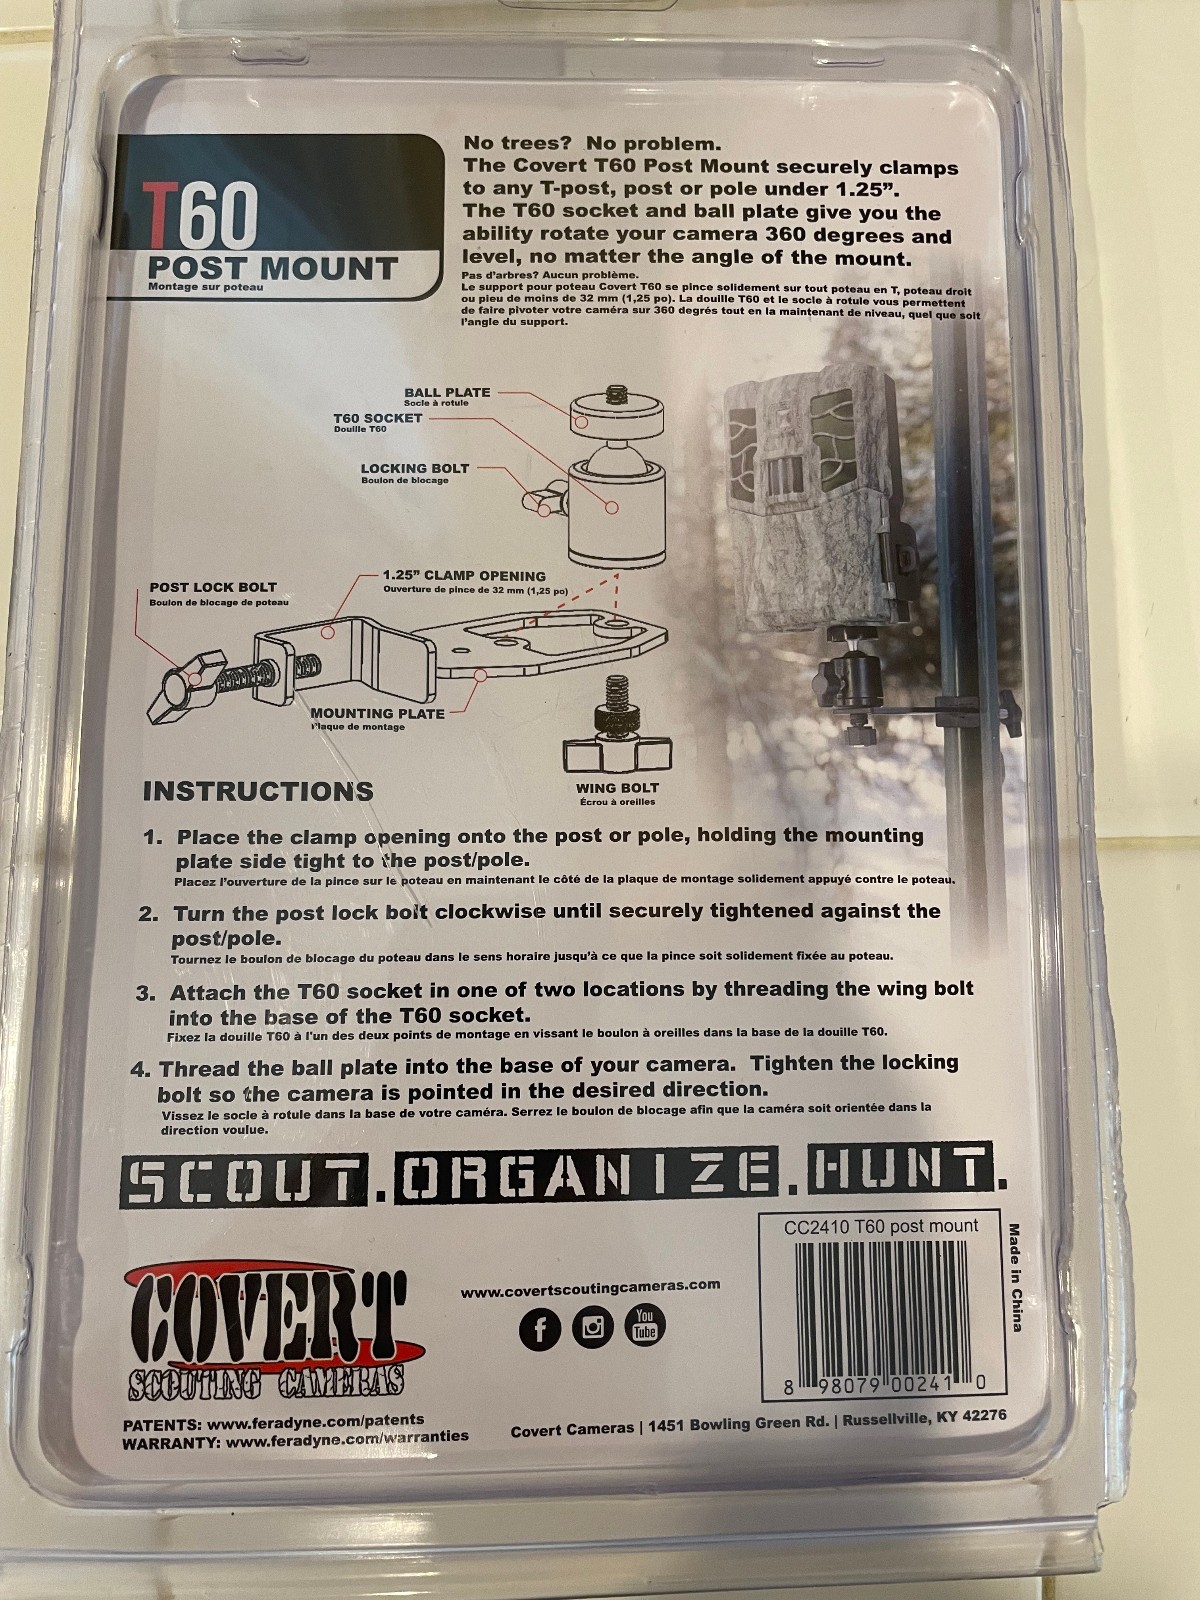 T60
POST MOUNT
Montage sur poteau
No trees?  No problem.
The Covert T60 Post Mount securely clamps
to any T-post, post or pole under 1.25”.
The T60 socket and ball plate give you the
ability rotate your camera 360 degrees and
level, no matter the angle of the mount.
Pas d'arbres? Aucun problème.
Le support pour poteau Covert T60 se pince solidement sur tout poteau en T, poteau droit
ou pieu de moins de 32 mm (1,25 po). La douille T60 et le socle à rotule vous permettent
de faire pivoter votre caméra sur 360 degrés tout en la maintenant de niveau, quel que soit
l'angle du support.
BALL PLATE
Socle à rotule
T60 SOCKET
Douille T60
LOCKING BOLT
Boulon de blocage
1.25” CLAMP OPENING
Ouverture de pince de 32 mm (1,25 po)
POST LOCK BOLT
Boulon de blocage de poteau
MOUNTING PLATE
Plaque de montage
WING BOLT
Écrou à oreilles
INSTRUCTIONS
1. Place the clamp opening onto the post or pole, holding the mounting
plate side tight to the post/pole.
Placez l'ouverture de la pince sur le poteau en maintenant le côté de la plaque de montage solidement appuyé contre le poteau.
2. Turn the post lock bolt clockwise until securely tightened against the
post/pole.
Tournez le boulon de blocage du poteau dans le sens horaire jusqu'à ce que la pince soit solidement fixée au poteau.
3. Attach the T60 socket in one of two locations by threading the wing bolt
into the base of the T60 socket.
Fixez la douille T60 à l'un des deux points de montage en vissant le boulon à oreilles dans la base de la douille T60.
4. Thread the ball plate into the base of your camera.  Tighten the locking
bolt so the camera is pointed in the desired direction.
Vissez le socle à rotule dans la base de votre caméra. Serrez le boulon de blocage afin que la caméra soit orientée dans la
direction voulue.
SCOUT.ORGANIZE.HUNT.
CC2410 T60 post mount
8 98079 00241 0
Made in China
COVERT
SCOUTING CAMERAS
www.covertscoutingcameras.com
f
You
Tube
PATENTS: www.feradyne.com/patents
WARRANTY: www.feradyne.com/warranties
Covert Cameras | 1451 Bowling Green Rd. | Russellville, KY 42276